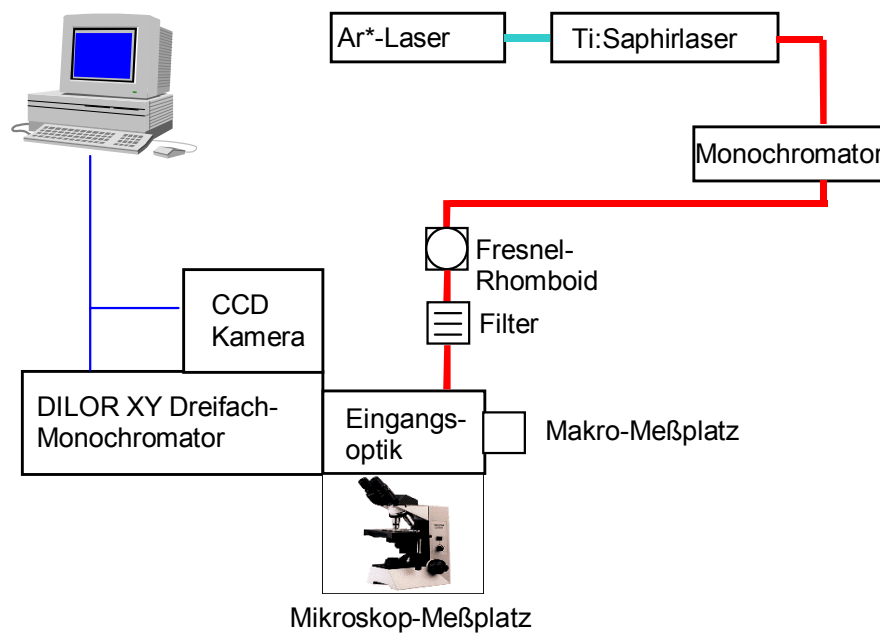 Ar*-Laser
Ti:Saphirlaser
Monochromator
Fresnel-
Rhomboid
Filter
CCD
Kamera
DILOR XY Dreifach-
Monochromator
Eingangs-
optik
Makro-Meßplatz
Mikroskop-Meßplatz